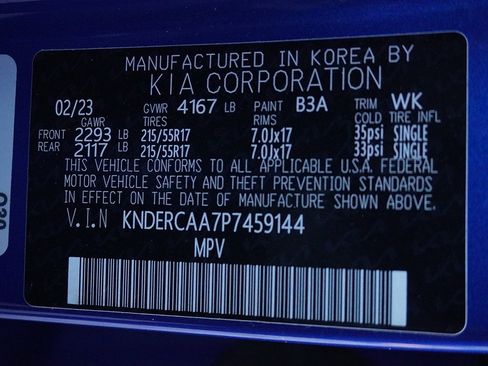 MANUFACTURED IN KOREA BY
KIA CORPORATION
02/23 GVWR 4167 LB PAINT B3A TRIM WK
GAWR TIRES RIMS COLD TIRE INFL
FRONT 2293 LB 215/55R17 7.0Jx17 35psi SINGLE
REAR 2117 LB 215/55R17 7.0Jx17 33psi SINGLE
THIS VEHICLE CONFORMS TO ALL APPLICABLE U.S.A. FEDERAL
MOTOR VEHICLE SAFETY AND THEFT PREVENTION STANDARDS
IN EFFECT ON THE DATE OF MANUFACTURE SHOWN ABOVE.
V.I.N KNDERCAA7P7459144
MPV